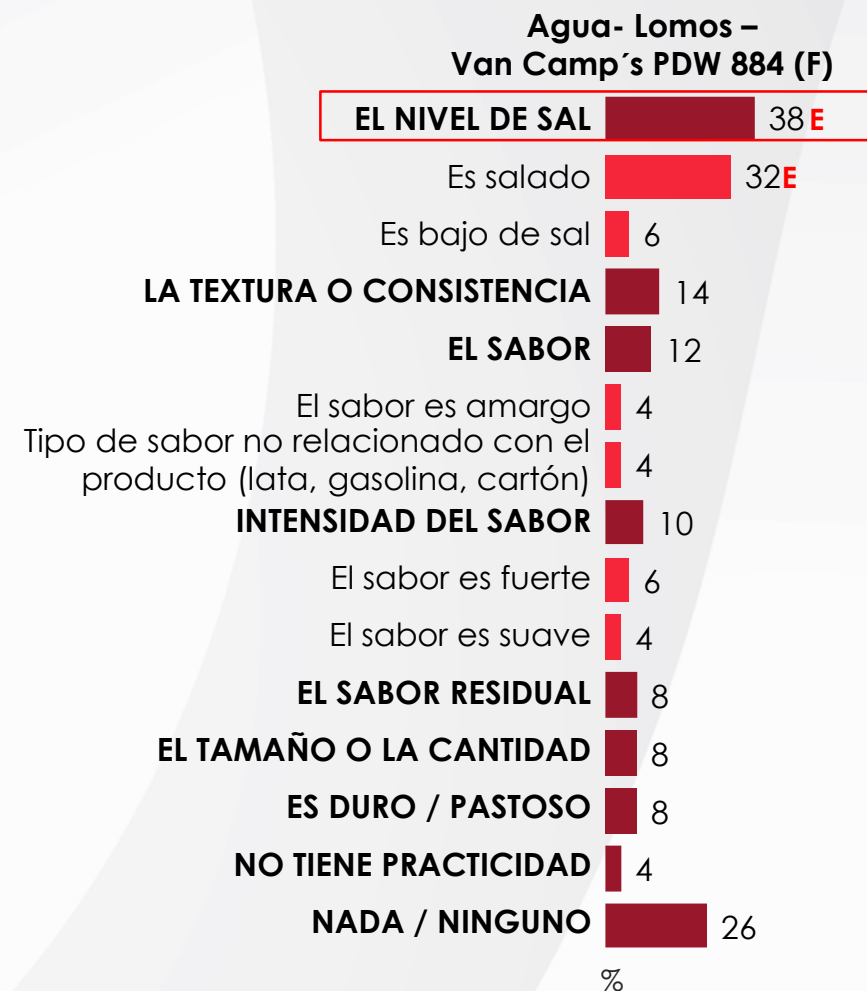 Agua- Lomos –
Van Camp´s PDW 884 (F)
EL NIVEL DE SAL 38 E
Es salado 32E
Es bajo de sal 6
LA TEXTURA O CONSISTENCIA 14
EL SABOR 12
El sabor es amargo 4
Tipo de sabor no relacionado con el
producto (lata, gasolina, cartón) 4
INTENSIDAD DEL SABOR 10
El sabor es fuerte 6
El sabor es suave 4
EL SABOR RESIDUAL 8
EL TAMAÑO O LA CANTIDAD 8
ES DURO / PASTOSO 8
NO TIENE PRACTICIDAD 4
NADA / NINGUNO 26
%